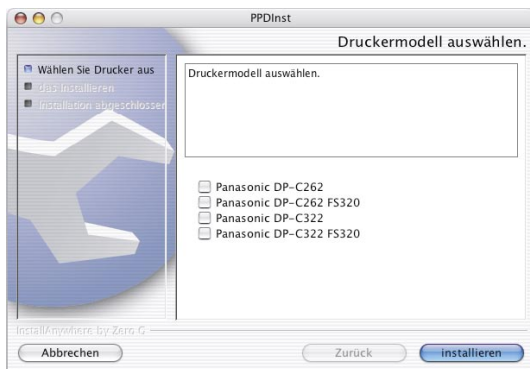 PPDInst
Druckermodell auswählen.
Wählen Sie Drucker aus
das Installieren
Installation abgeschlossen
Druckermodell auswählen.
Panasonic DP-C262
Panasonic DP-C262 FS320
Panasonic DP-C322
Panasonic DP-C322 FS320
InstallAnywhere by Zero G
Abbrechen
Zurück
installieren